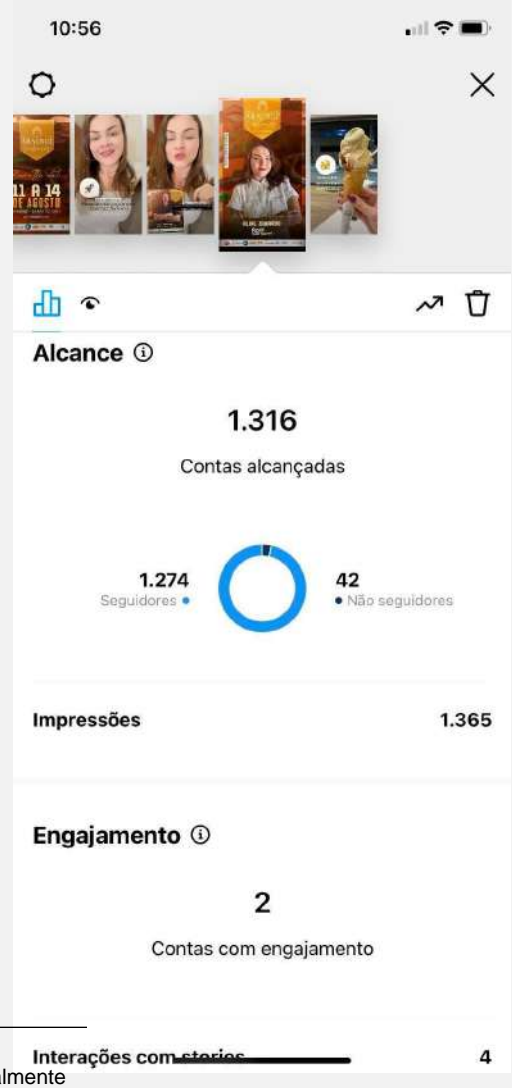 10:56
11 A 14
DE AGOSTO
Alcance
1.316
Contas alcançadas
1.274
Seguidores
42
Não seguidores
Impressões
1.365
Engajamento
2
Contas com engajamento
Interações com stories
4
almente